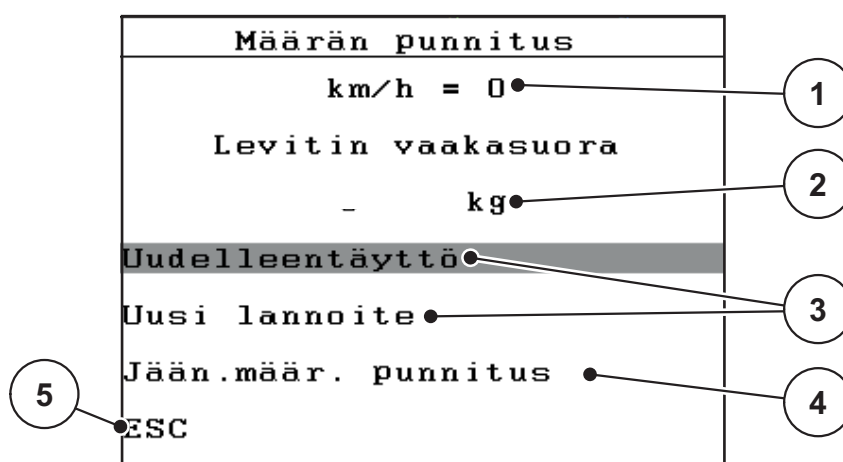 Määrän punnitus
km/h = 0
1
Levitin vaakasuora
2
_ kg
Uudelleentäyttö
3
Uusi lannoite
Jään.määr. punnitus
4
5
ESC